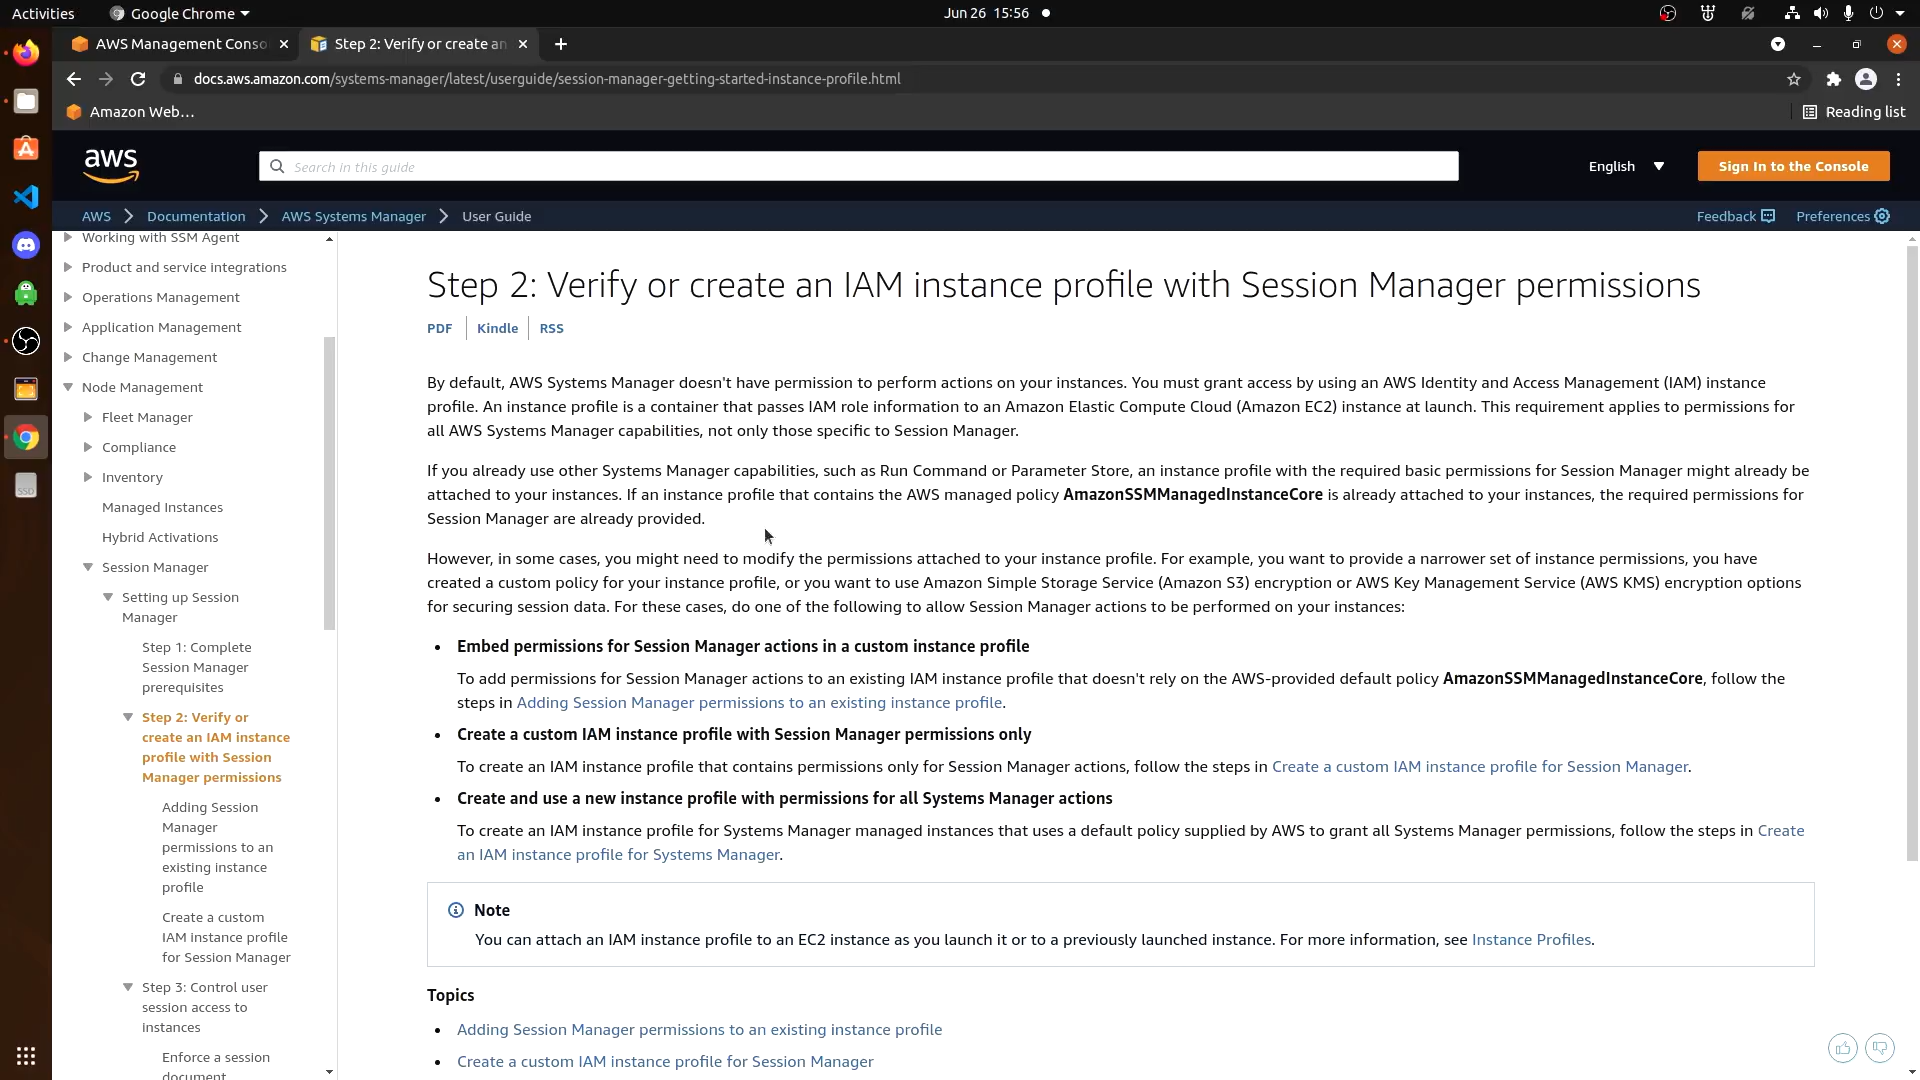 Activities
Google Chrome
Jun 26 15:56
AWS Management Conso
Step 2: Verify or create an
docs.aws.amazon.com/systems-manager/latest/userguide/session-manager-getting-started-instance-profile.html
Amazon Web…
Reading list
aws
Search in this guide
English
Sign In to the Console
AWS
Documentation
AWS Systems Manager
User Guide
Feedback
Preferences
Working with SSM Agent
Product and service integrations
Operations Management
Application Management
Change Management
Node Management
Fleet Manager
Compliance
Inventory
Managed Instances
Hybrid Activations
Session Manager
Setting up Session
Manager
Step 1: Complete
Session Manager
prerequisites
Step 2: Verify or
create an IAM instance
profile with Session
Manager permissions
Adding Session
Manager
permissions to an
existing instance
profile
Create a custom
IAM instance profile
for Session Manager
Step 3: Control user
session access to
instances
Enforce a session
document
Step 2: Verify or create an IAM instance profile with Session Manager permissions
PDF
Kindle
RSS
By default, AWS Systems Manager doesn't have permission to perform actions on your instances. You must grant access by using an AWS Identity and Access Management (IAM) instance
profile. An instance profile is a container that passes IAM role information to an Amazon Elastic Compute Cloud (Amazon EC2) instance at launch. This requirement applies to permissions for
all AWS Systems Manager capabilities, not only those specific to Session Manager.
If you already use other Systems Manager capabilities, such as Run Command or Parameter Store, an instance profile with the required basic permissions for Session Manager might already be
attached to your instances. If an instance profile that contains the AWS managed policy AmazonSSMManagedInstanceCore is already attached to your instances, the required permissions for
Session Manager are already provided.
However, in some cases, you might need to modify the permissions attached to your instance profile. For example, you want to provide a narrower set of instance permissions, you have
created a custom policy for your instance profile, or you want to use Amazon Simple Storage Service (Amazon S3) encryption or AWS Key Management Service (AWS KMS) encryption options
for securing session data. For these cases, do one of the following to allow Session Manager actions to be performed on your instances:
• Embed permissions for Session Manager actions in a custom instance profile
To add permissions for Session Manager actions to an existing IAM instance profile that doesn't rely on the AWS-provided default policy AmazonSSMManagedInstanceCore, follow the
steps in Adding Session Manager permissions to an existing instance profile.
• Create a custom IAM instance profile with Session Manager permissions only
To create an IAM instance profile that contains permissions only for Session Manager actions, follow the steps in Create a custom IAM instance profile for Session Manager.
• Create and use a new instance profile with permissions for all Systems Manager actions
To create an IAM instance profile for Systems Manager managed instances that uses a default policy supplied by AWS to grant all Systems Manager permissions, follow the steps in Create
an IAM instance profile for Systems Manager.
Note
You can attach an IAM instance profile to an EC2 instance as you launch it or to a previously launched instance. For more information, see Instance Profiles.
Topics
• Adding Session Manager permissions to an existing instance profile
• Create a custom IAM instance profile for Session Manager